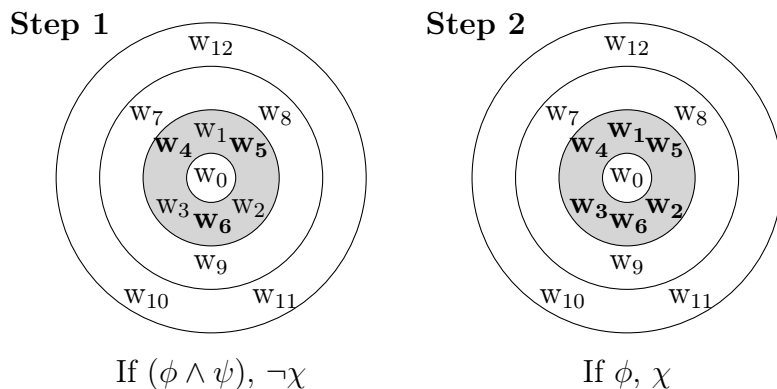 Step 1
w₁₂
w₇ w₈
w₁
𝐰₄ 𝐰₅
w₀
w₃ w₂
𝐰₆
w₉
w₁₀ w₁₁
If (ϕ ∧ ψ), ¬χ
Step 2
w₁₂
w₇ w₈
𝐰₁
𝐰₄ 𝐰₅
w₀
𝐰₃ 𝐰₂
𝐰₆
w₉
w₁₀ w₁₁
If ϕ, χ